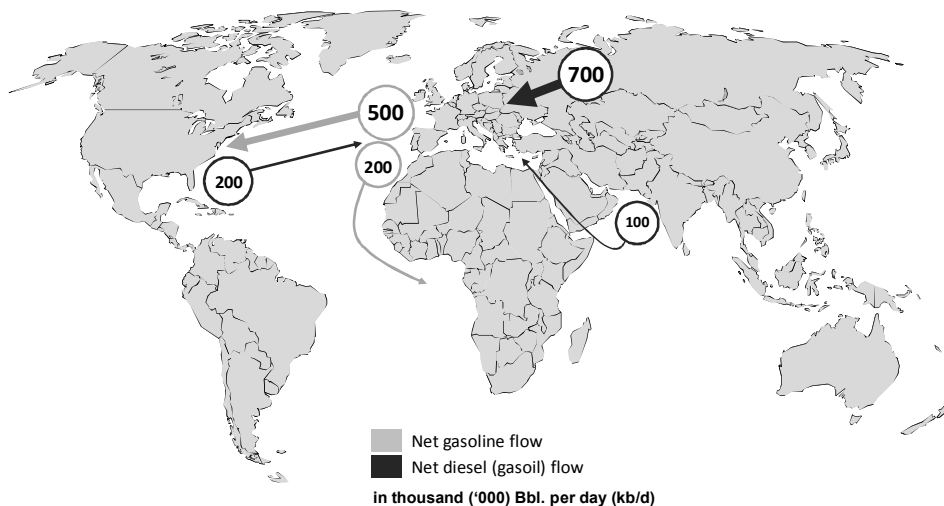 700
500
200
200
100
Net gasoline flow
Net diesel (gasoil) flow
in thousand (‘000) Bbl. per day (kb/d)